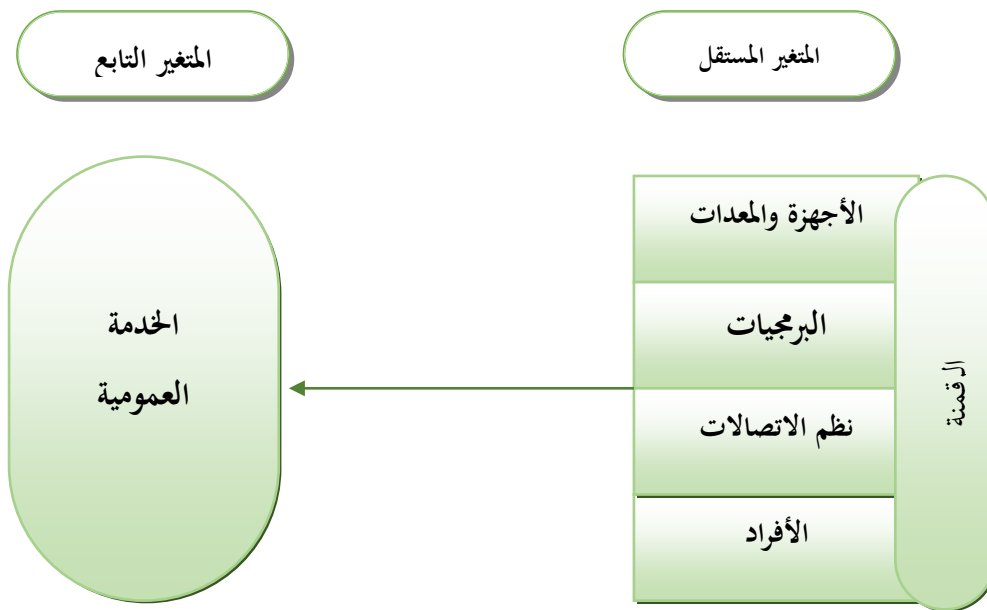 المتغير المستقل
المتغير التابع
الأجهزة والمعدات
البرمجيات
نظم الاتصالات
الأفراد
الرقمنة
الخدمة
العمومية